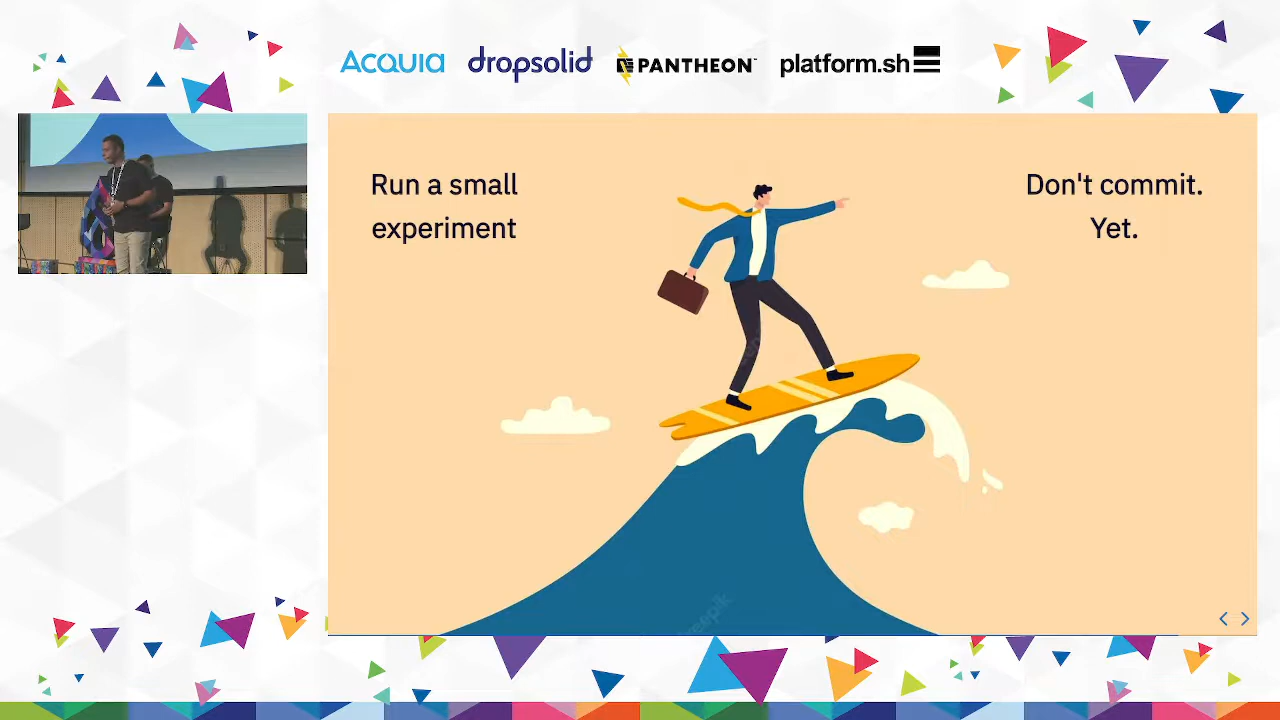 Acquia
dropsolid
PANTHEON
platform.sh
Run a small
experiment
Don't commit.
Yet.